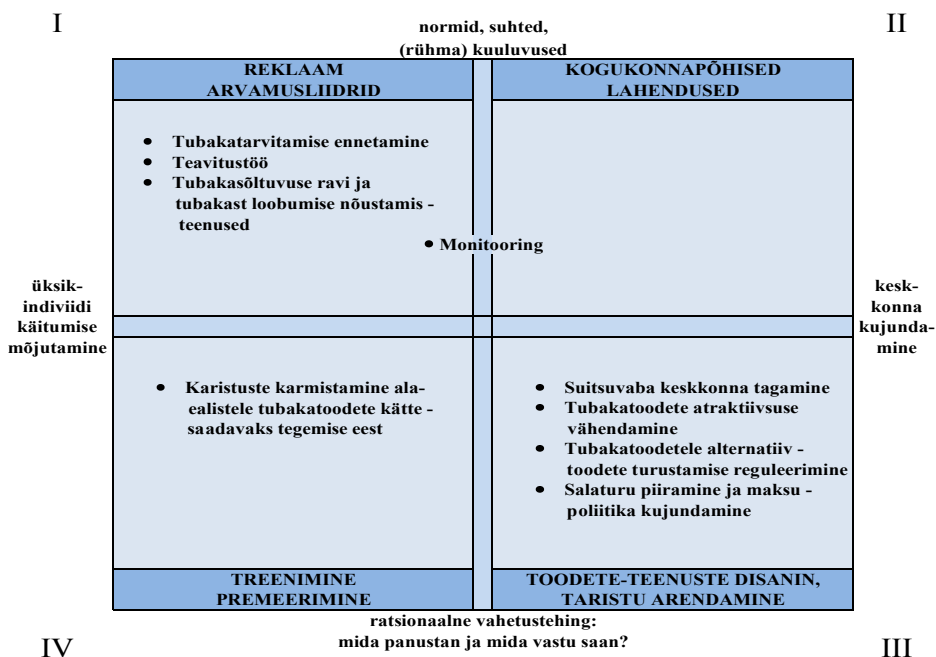 I
II
normid, suhted,
(rühma) kuuluvused
REKLAAM
ARVAMUSLIIDRID
KOGUKONNAPÕHISED
LAHENDUSED
• Tubakatarvitamise ennetamine
• Teavitustöö
• Tubakasõltuvuse ravi ja
tubakast loobumise nõustamis -
teenused
• Monitooring
üksik-
indiviidi
käitumise
mõjutamine
kesk-
konna
kujunda-
mine
• Karistuste karmistamine ala-
ealistele tubakatoodete kätte -
saadavaks tegemise eest
• Suitsuvaba keskkonna tagamine
• Tubakatoodete atraktiivsuse
vähendamine
• Tubakatoodetele alternatiiv -
toodete turustamise reguleerimine
• Salaturu piiramine ja maksu -
poliitika kujundamine
TREENIMINE
PREMEERIMINE
TOODETE-TEENUSTE DISANIN,
TARISTU ARENDAMINE
ratsionaalne vahetustehing:
mida panustan ja mida vastu saan?
IV
III